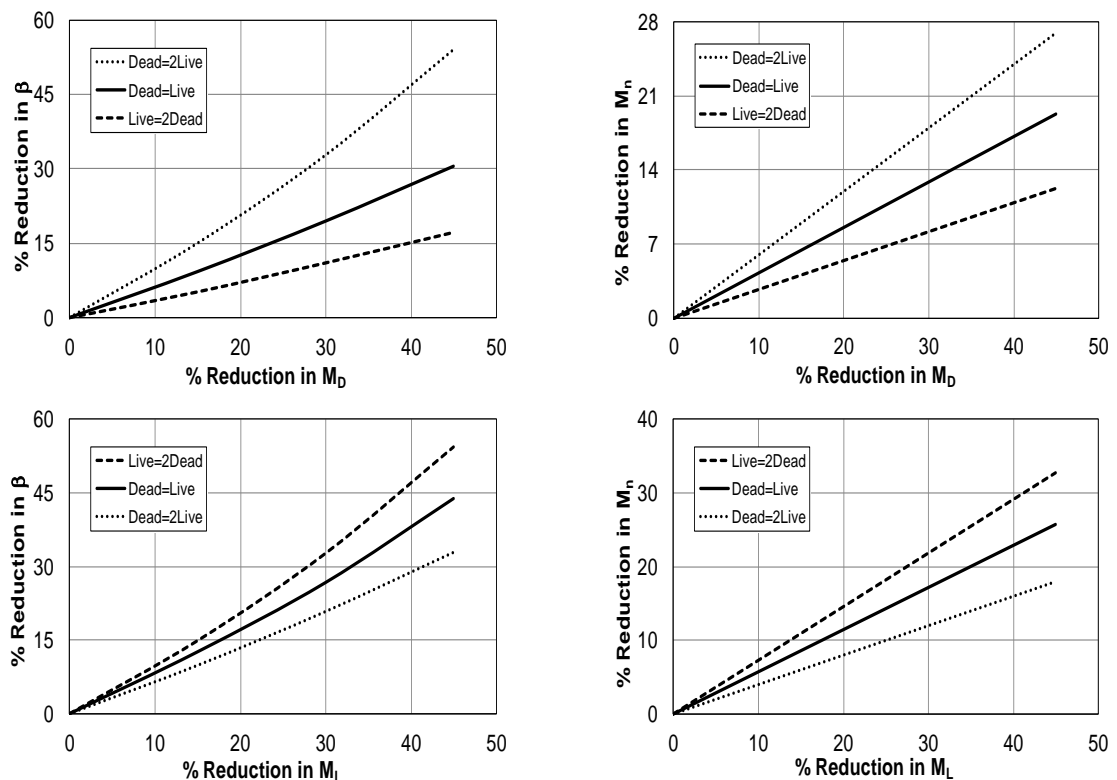 % Reduction in β
60
45
30
15
0
Dead=2Live
Dead=Live
Live=2Dead
0 10 20 30 40 50
% Reduction in M_D
% Reduction in M_n
28
21
14
7
0
Dead=2Live
Dead=Live
Live=2Dead
0 10 20 30 40 50
% Reduction in M_D
% Reduction in β
60
45
30
15
0
Live=2Dead
Dead=Live
Dead=2Live
0 10 20 30 40 50
% Reduction in M_L
% Reduction in M_n
40
30
20
10
0
Live=2Dead
Dead=Live
Dead=2Live
0 10 20 30 40 50
% Reduction in M_L